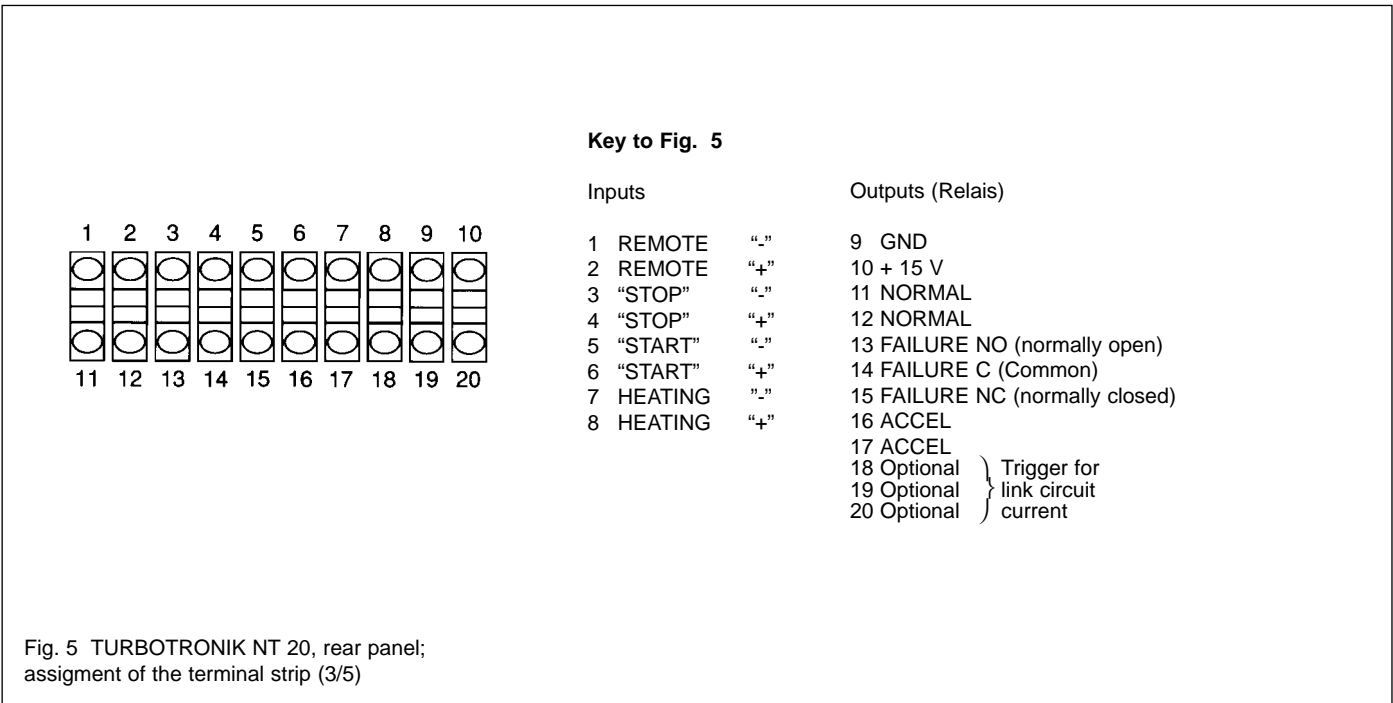 Key to Fig. 5
Inputs
Outputs (Relais)
1 2 3 4 5 6 7 8 9 10
11 12 13 14 15 16 17 18 19 20
1 REMOTE “-”
2 REMOTE “+”
3 “STOP” “-”
4 “STOP” “+”
5 “START” “-”
6 “START” “+”
7 HEATING ”-”
8 HEATING “+”
9 GND
10 + 15 V
11 NORMAL
12 NORMAL
13 FAILURE NO (normally open)
14 FAILURE C (Common)
15 FAILURE NC (normally closed)
16 ACCEL
17 ACCEL
18 Optional
19 Optional
20 Optional
Trigger for
link circuit
current
Fig. 5 TURBOTRONIK NT 20, rear panel;
assigment of the terminal strip (3/5)